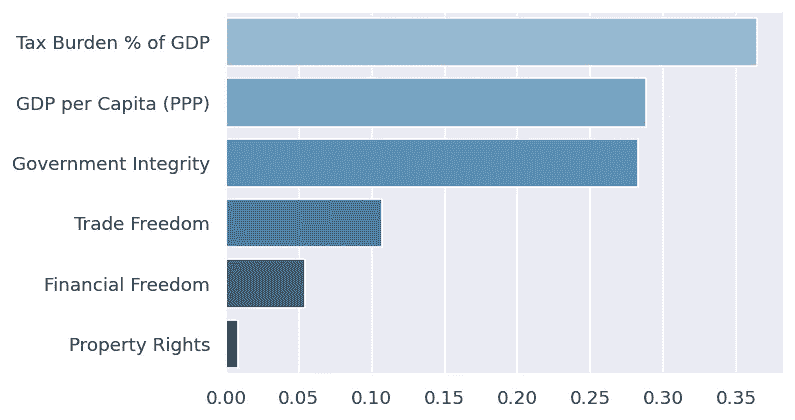 Tax Burden % of GDP
GDP per Capita (PPP)
Government Integrity
Trade Freedom
Financial Freedom
Property Rights
0.00 0.05 0.10 0.15 0.20 0.25 0.30 0.35